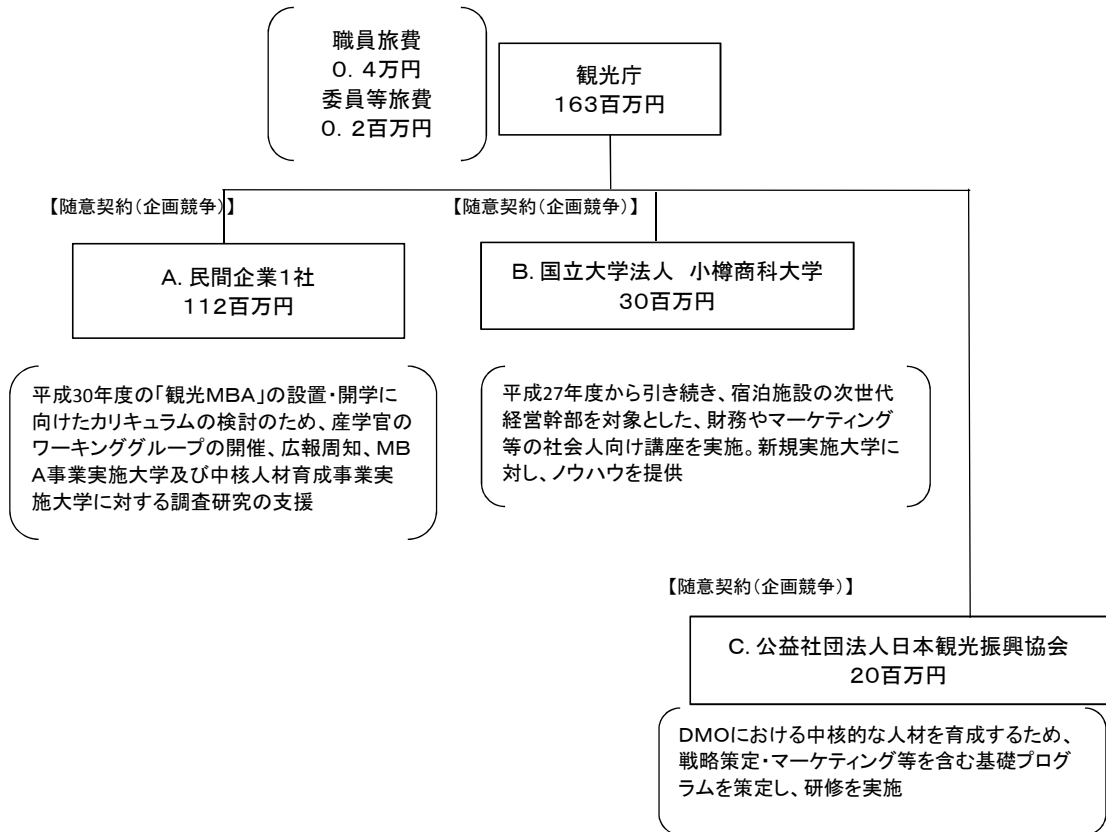 職員旅費
０．４万円
委員等旅費
０．２百万円
観光庁
１６３百万円
【随意契約（企画競争）】
【随意契約（企画競争）】
Ａ．民間企業１社
１１２百万円
Ｂ．国立大学法人　小樽商科大学
３０百万円
平成30年度の「観光ＭＢＡ」の設置・開学に
向けたカリキュラムの検討のため、産学官の
ワーキンググループの開催、広報周知、ＭＢ
Ａ事業実施大学及び中核人材育成事業実
施大学に対する調査研究の支援
平成27年度から引き続き、宿泊施設の次世代
経営幹部を対象とした、財務やマーケティング
等の社会人向け講座を実施。新規実施大学に
対し、ノウハウを提供
【随意契約（企画競争）】
Ｃ．公益社団法人日本観光振興協会
２０百万円
ＤＭＯにおける中核的な人材を育成するため、
戦略策定・マーケティング等を含む基礎プログ
ラムを策定し、研修を実施